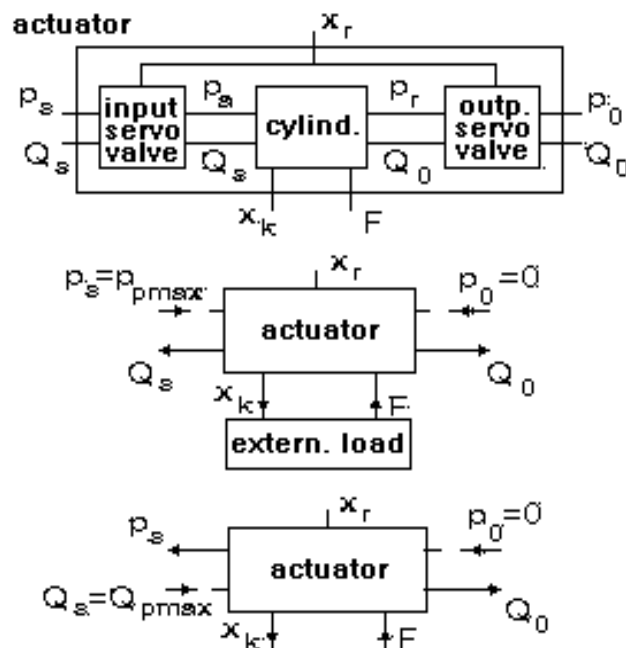 actuator
x_r
p_s p_s p_r p_0
input servo valve
cylind.
outp. servo valve
Q_s Q_s Q_0 Q_0
x_k F
p_s=p_pmax x_r p_0=0
actuator
Q_s Q_0
x_k F
extern. load
p_s x_r p_0=0
actuator
Q_s=Q_pmax Q_0
x_k F